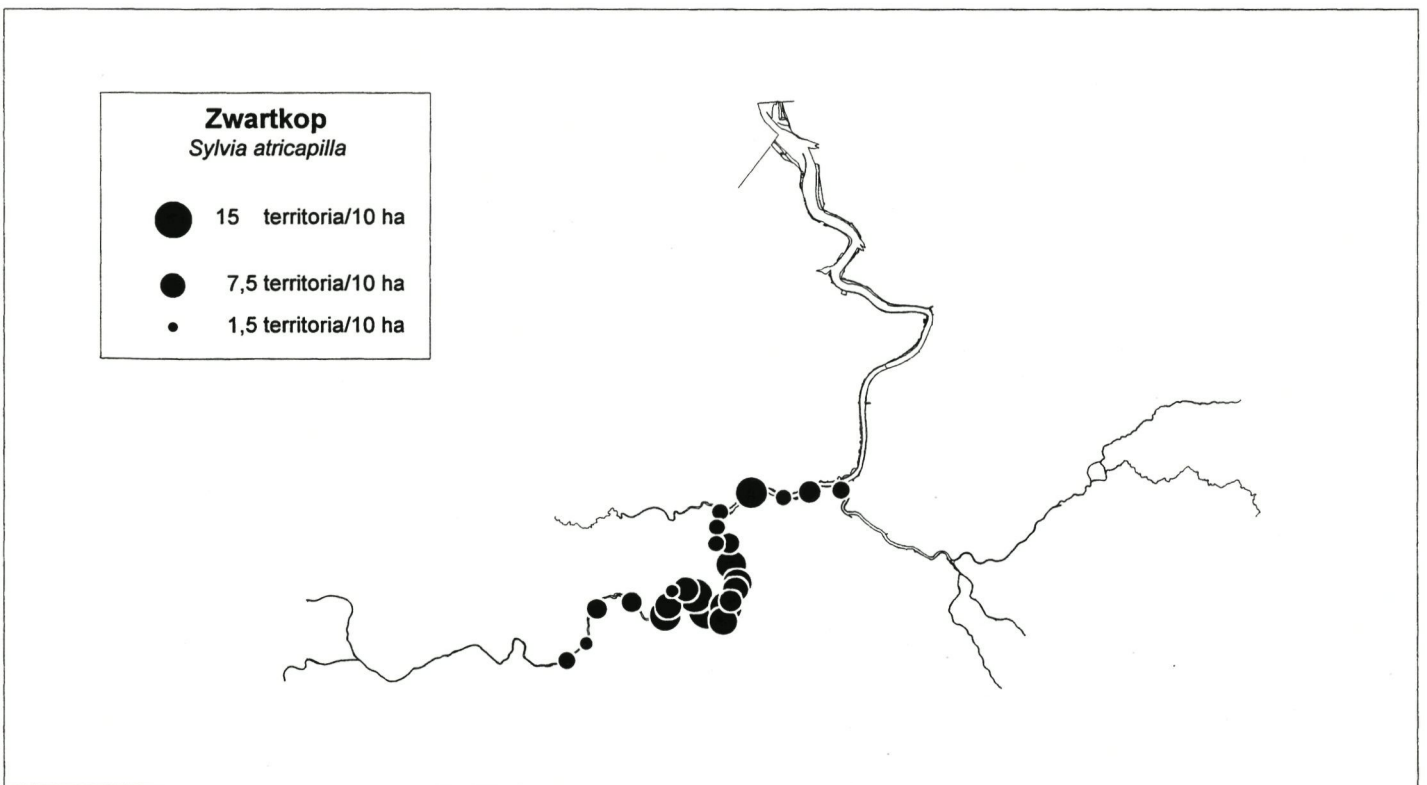 Zwartkop
Sylvia atricapilla
15 territoria/10 ha
7,5 territoria/10 ha
1,5 territoria/10 ha